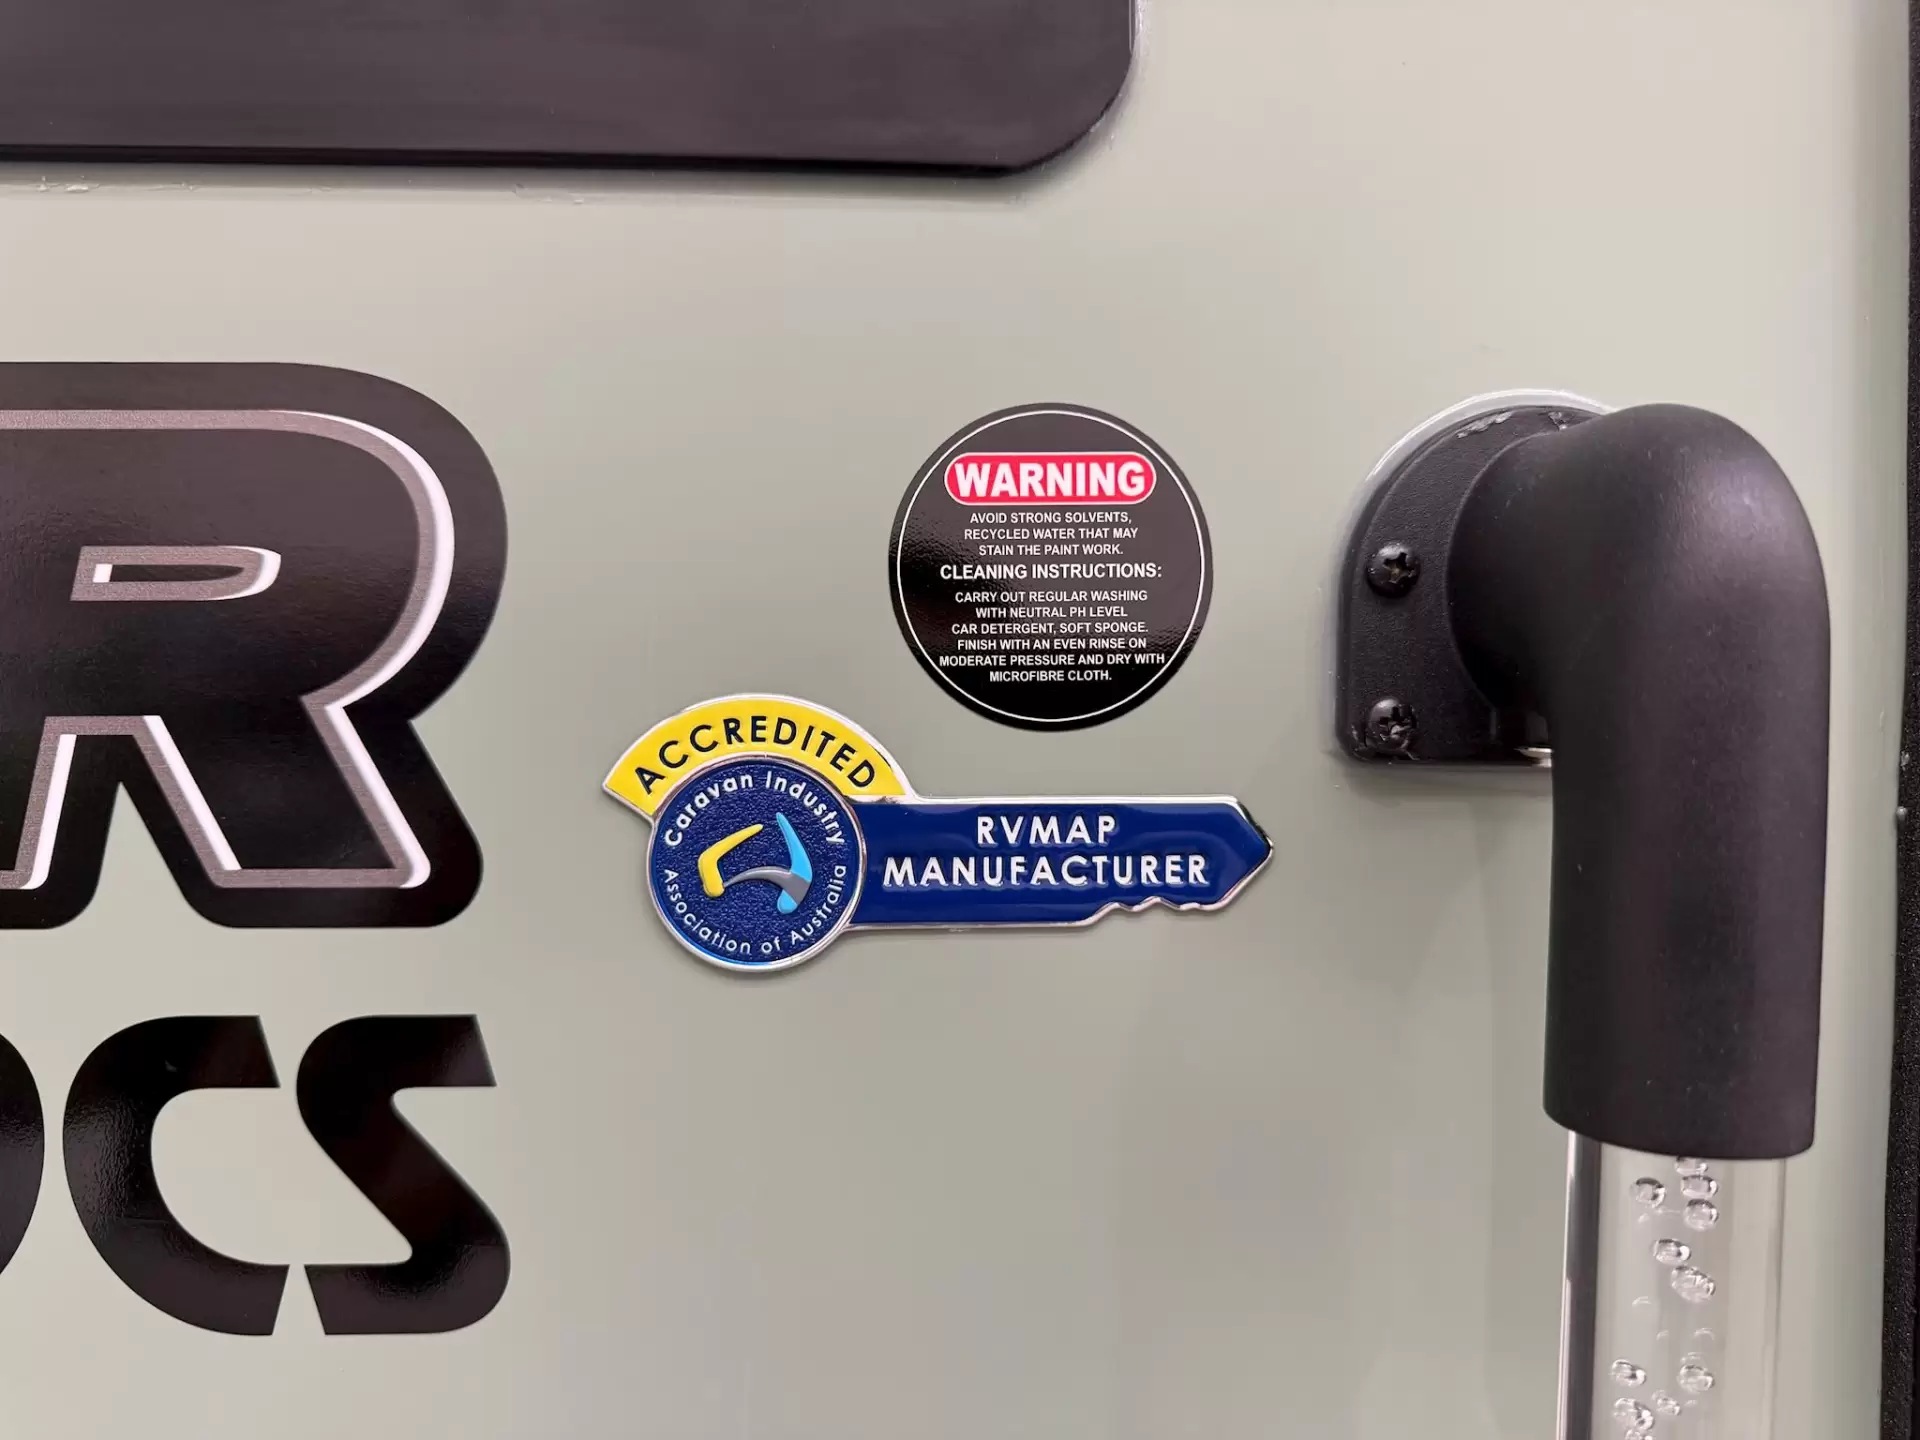 R
WARNING
AVOID STRONG SOLVENTS,
RECYCLED WATER THAT MAY
STAIN THE PAINT WORK.
CLEANING INSTRUCTIONS:
CARRY OUT REGULAR WASHING
WITH NEUTRAL PH LEVEL
CAR DETERGENT, SOFT SPONGE.
FINISH WITH AN EVEN RINSE ON
MODERATE PRESSURE AND DRY WITH
MICROFIBRE CLOTH.
ACCREDITED
Caravan Industry
Association of Australia
RVMAP
MANUFACTURER
CS